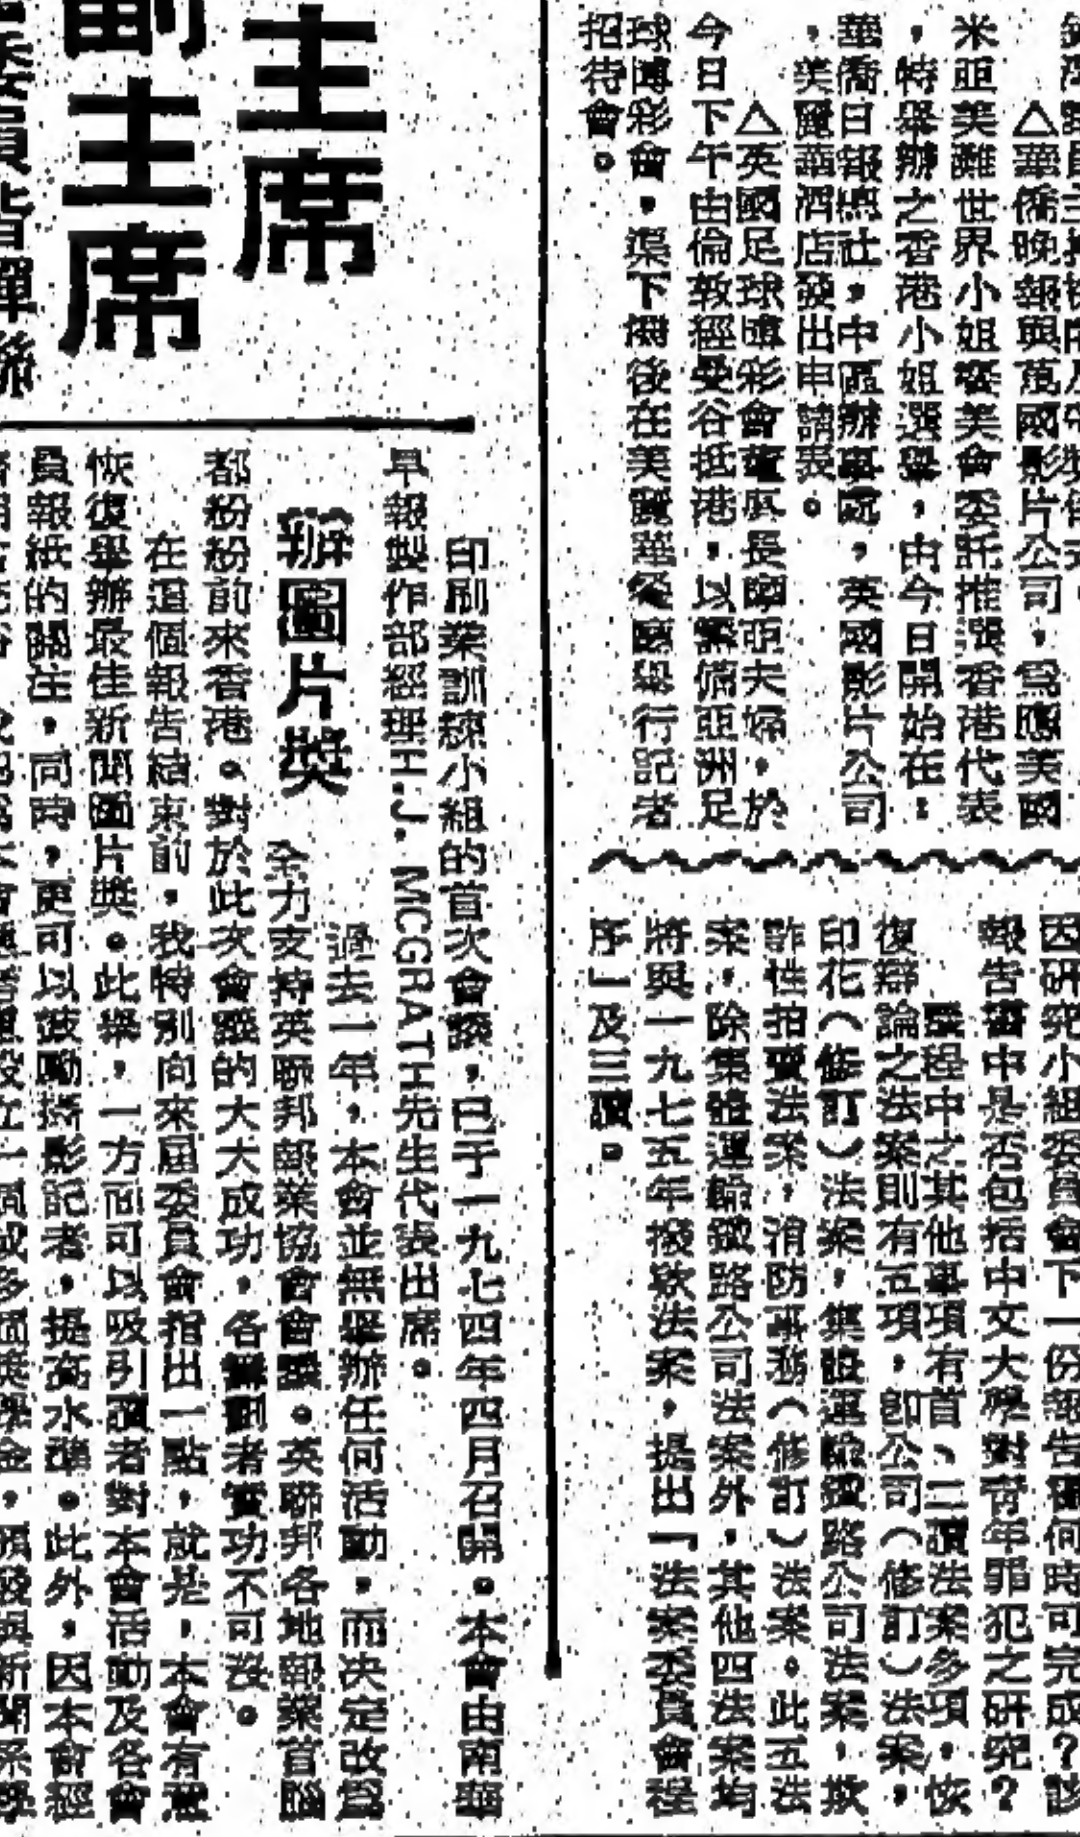 △華僑晚報與萬國影片公司，爲應美國
米亞美灘世界小姐選美會委託推選香港代表
，特舉辦之香港小姐選舉，由今日開始在：
華僑日報總社，中區辦事處，英國影片公司
，美麗華酒店發出申請表。
△英國足球博彩會董事長 亞夫婦，於
今日下午由倫敦經曼谷抵港，以籌備亞洲足
球博彩會，渠下機後在美麗華餐廳舉行記者
招待會。
因研究小組委員會下一份報告書何時可完成？該
報告書中是否包括中文大學對青年罪犯之研究？
議程中之其他事項有首、二讀法案多項，恢
復辯論之法案則有五項，卽公司（修訂）法案，
印花（修訂）法案，集體運輸鐵路公司法案，欺
詐性拍賣法案，消防事務（修訂）法案。此五法
案，除集體運輸鐵路公司法案外，其他四法案均
將與一九七五年撥款法案，提出「法案委員會程
序」及三讀。
主席
副主席
印刷業訓練小組的首次會議，已于一九七四年四月召開。本會由南華
早報製作部經理H.J. MCGRATH先生代表出席。
辦圖片獎
過去一年，本會並無舉辦任何活動，而決定改爲
全力支持英聯邦報業協會會議。英聯邦各地報業首腦
都紛紛前來香港。對於此次會議的大大成功，各籌劃者實功不可沒。
在這個報告結束前，我特別向來屆委員會指出一點，就是，本會有意
恢復舉辦最佳新聞圖片獎。此舉，一方面可以吸引讀者對本會活動及各會
員報紙的關注，同時，更可以鼓勵攝影記者，提高水準。此外，因本會經